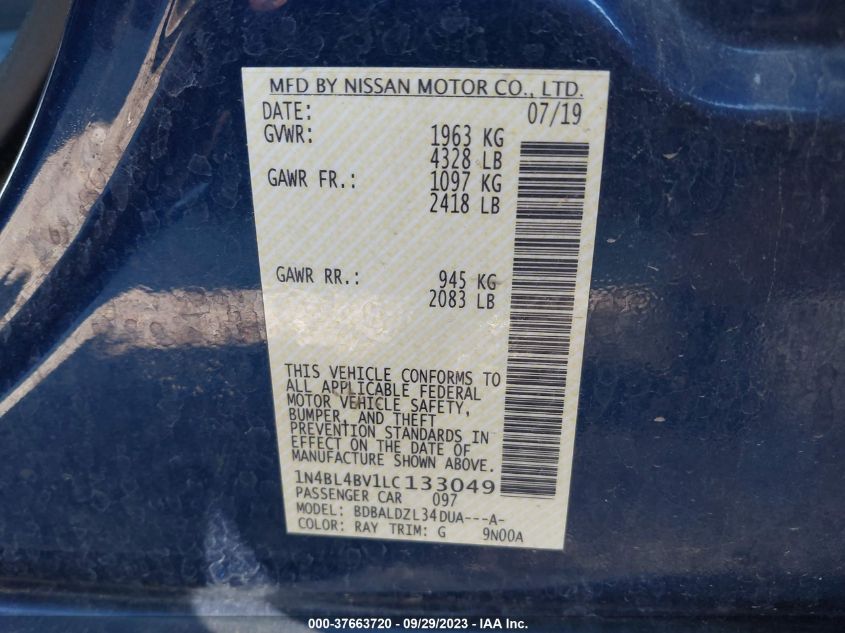 MFD BY NISSAN MOTOR CO., LTD.
DATE: 07/19
GVWR: 1963 KG
4328 LB
GAWR FR.: 1097 KG
2418 LB
GAWR RR.: 945 KG
2083 LB
THIS VEHICLE CONFORMS TO
ALL APPLICABLE FEDERAL
MOTOR VEHICLE SAFETY,
BUMPER, AND THEFT
PREVENTION STANDARDS IN
EFFECT ON THE DATE OF
MANUFACTURE SHOWN ABOVE.
1N4BL4BV1LC133049
PASSENGER CAR 097
MODEL: BDBALDZL34DUA---A-
COLOR: RAY TRIM: G 9N00A
000-37663720 - 09/29/2023 - IAA Inc.